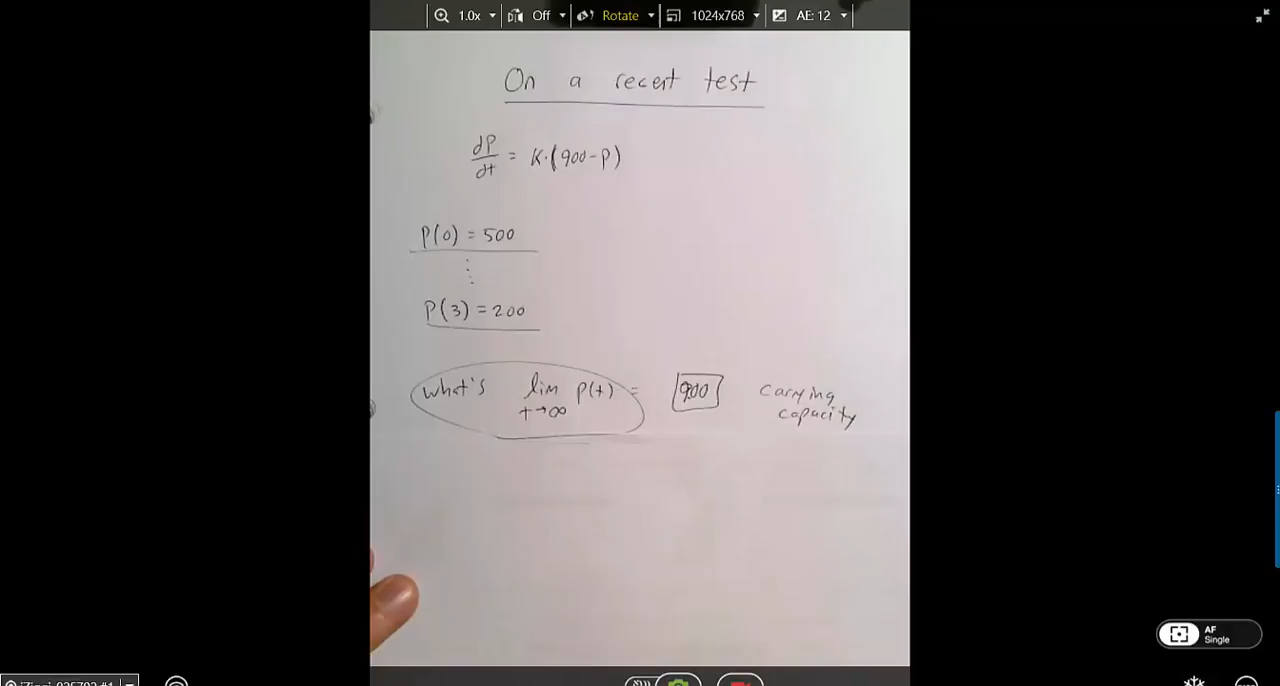 1.0x Off Rotate 1024x768 AE: 12
On a recent test
dP/dt = K·(900-P)
P(0) = 500
P(3) = 200
what's lim t→∞ P(t) = 900 carrying capacity
AF
Single